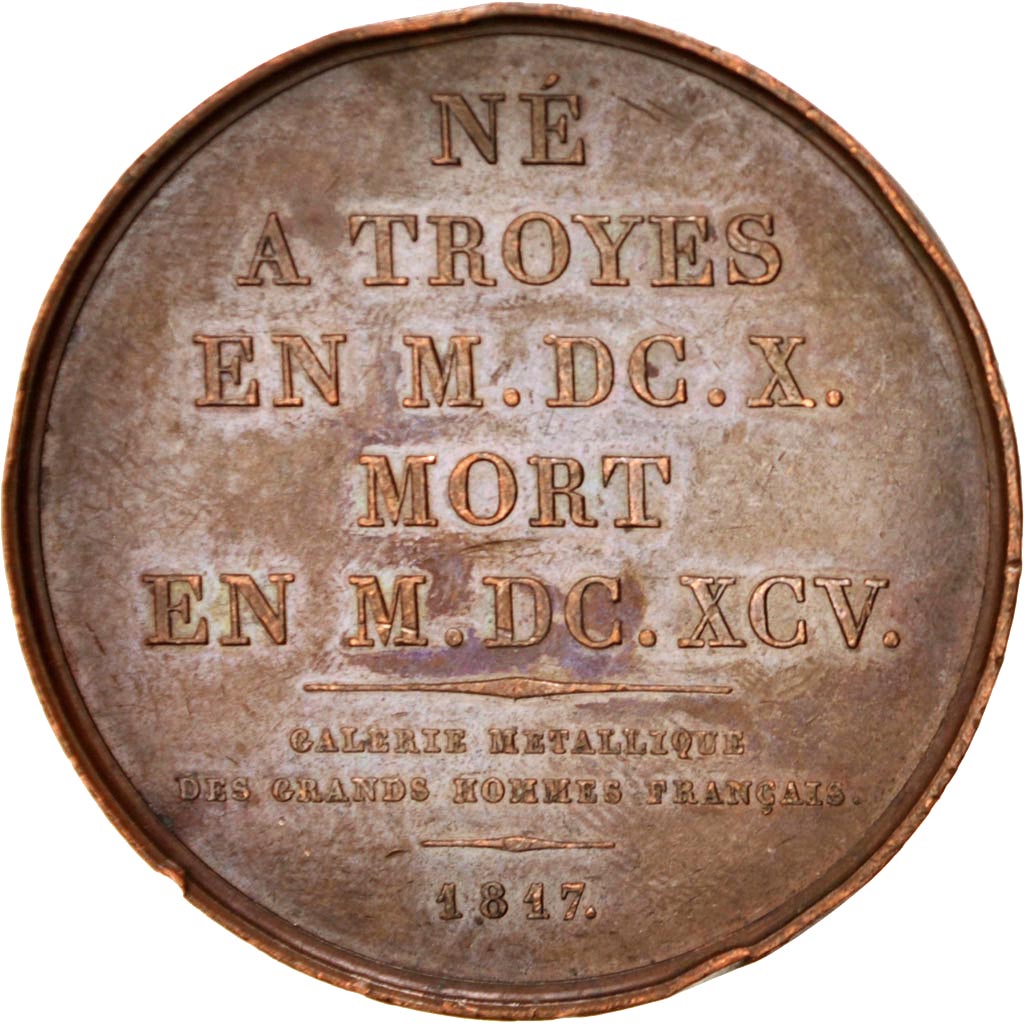 NÉ
A TROYES
EN M. DC. X.
MORT
EN M. DC. XCV.
GALERIE METALLIQUE
DES GRANDS HOMMES FRANÇAIS.
1817.